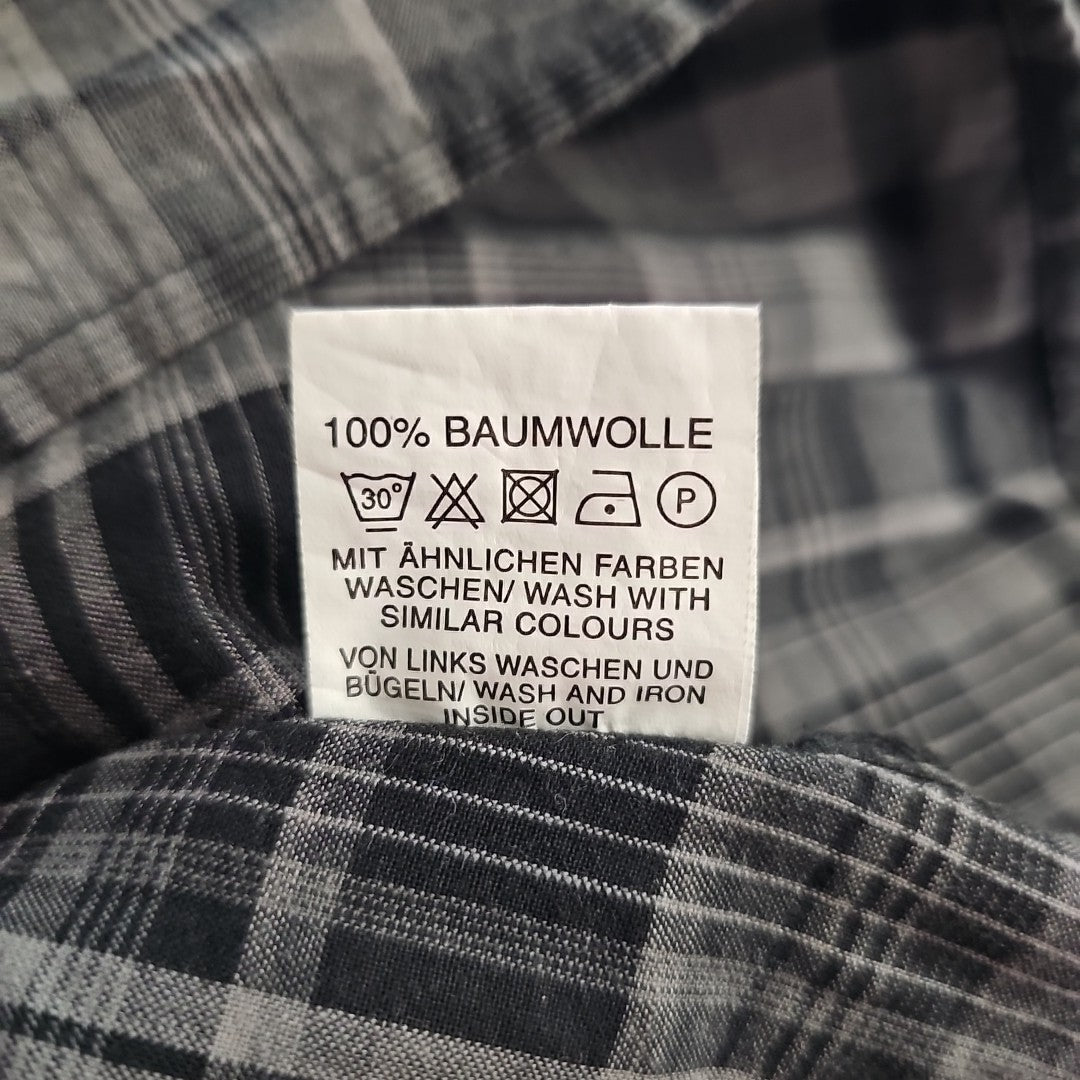 100% BAUMWOLLE
30°
P
MIT ÄHNLICHEN FARBEN
WASCHEN/ WASH WITH
SIMILAR COLOURS
VON LINKS WASCHEN UND
BÜGELN/ WASH AND IRON
INSIDE OUT